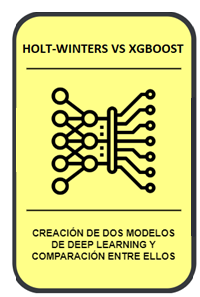 HOLT-WINTERS VS XGBOOST
CREACIÓN DE DOS MODELOS
DE DEEP LEARNING Y
COMPARACIÓN ENTRE ELLOS